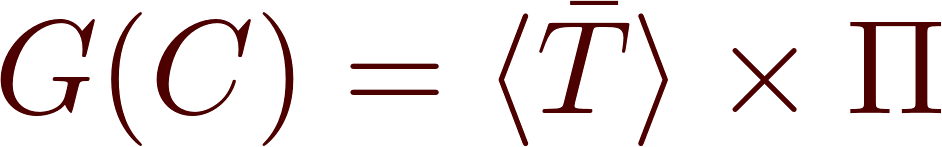 G(C) = ⟨T̄⟩ × Π